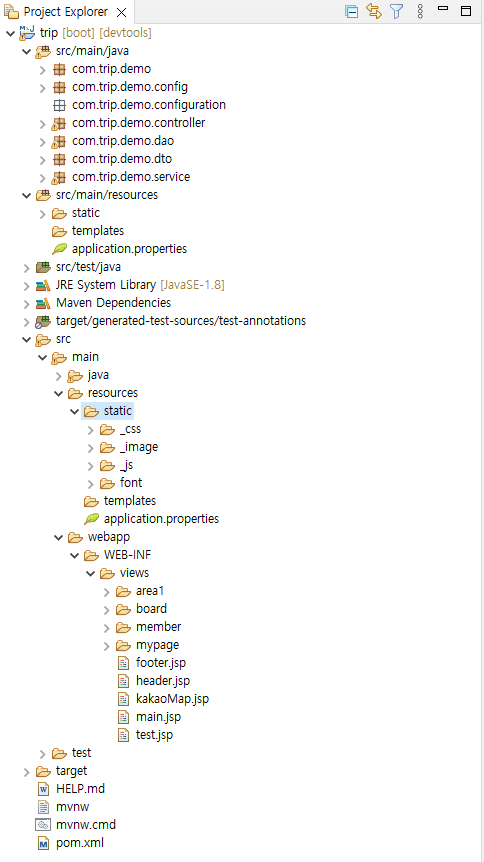 Project Explorer
trip [boot] [devtools]
src/main/java
com.trip.demo
com.trip.demo.config
com.trip.demo.configuration
com.trip.demo.controller
com.trip.demo.dao
com.trip.demo.dto
com.trip.demo.service
src/main/resources
static
templates
application.properties
src/test/java
JRE System Library [JavaSE-1.8]
Maven Dependencies
target/generated-test-sources/test-annotations
src
main
java
resources
static
_css
_image
_js
font
templates
application.properties
webapp
WEB-INF
views
area1
board
member
mypage
footer.jsp
header.jsp
kakaoMap.jsp
main.jsp
test.jsp
test
target
HELP.md
mvnw
mvnw.cmd
pom.xml